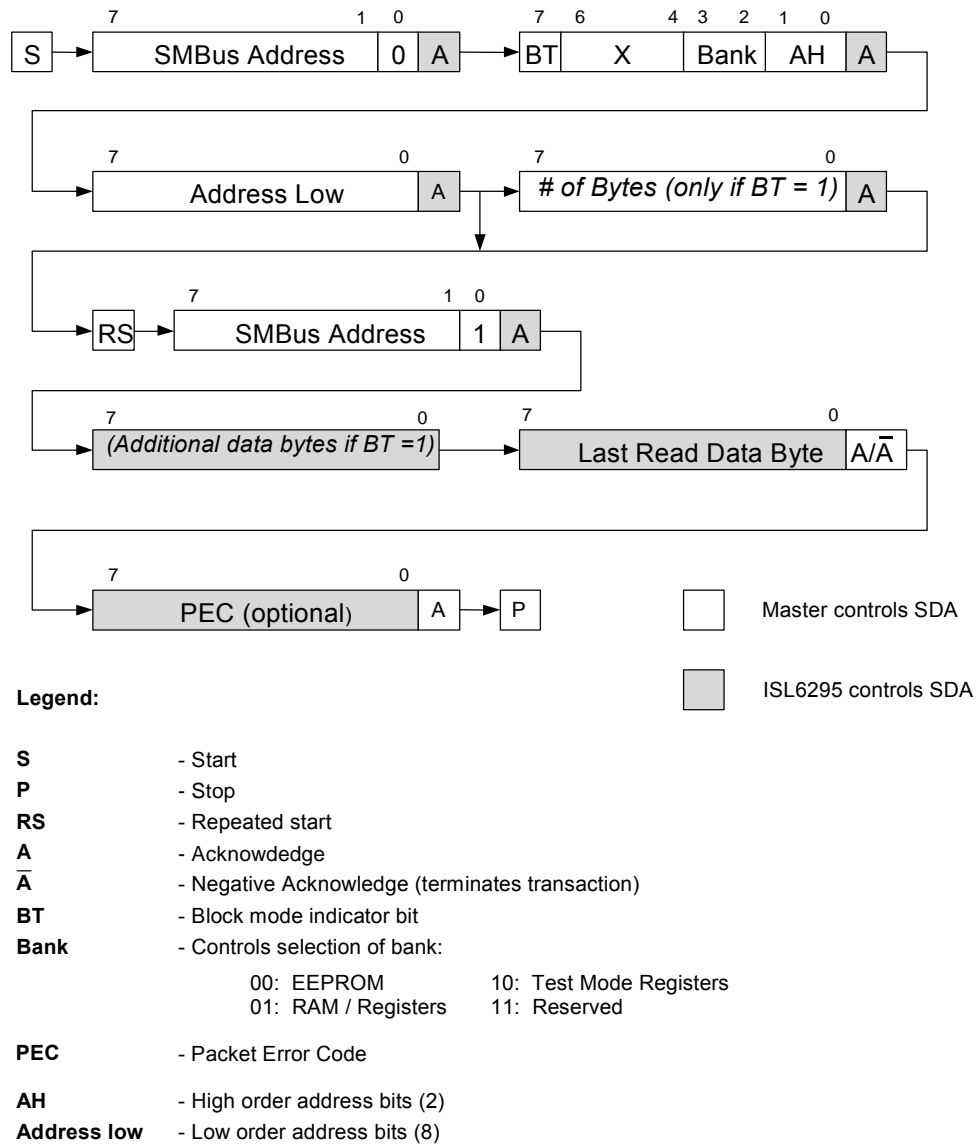 7 1 0 7 6 4 3 2 1 0
S SMBus Address 0 A BT X Bank AH A
7 0 7 0
Address Low A # of Bytes (only if BT = 1) A
7 1 0
RS SMBus Address 1 A
7 0 7 0
(Additional data bytes if BT =1) Last Read Data Byte A/A̅
7 0
PEC (optional) A P Master controls SDA
ISL6295 controls SDA
Legend:
S - Start
P - Stop
RS - Repeated start
A - Acknowdedge
A̅ - Negative Acknowledge (terminates transaction)
BT - Block mode indicator bit
Bank - Controls selection of bank:
00: EEPROM 10: Test Mode Registers
01: RAM / Registers 11: Reserved
PEC - Packet Error Code
AH - High order address bits (2)
Address low - Low order address bits (8)